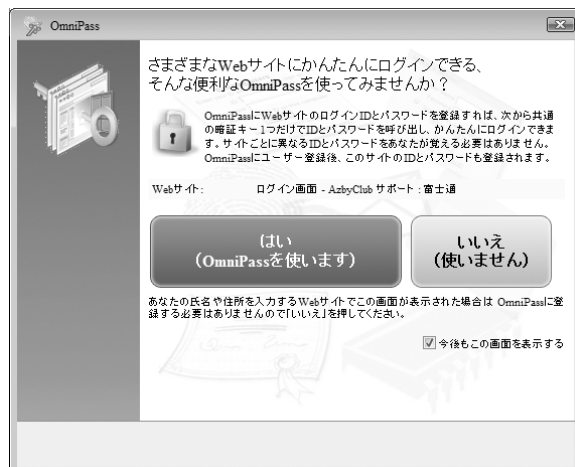 OmniPass
さまざまなWebサイトにかんたんにログインできる、
そんな便利なOmniPassを使ってみませんか？
OmniPassにWebサイトのログインIDとパスワードを登録すれば、次から共通
の暗証キー1つだけでIDとパスワードを呼び出し、かんたんにログインできま
す。サイトごとに異なるIDとパスワードをあなたが覚える必要はありません。
OmniPassにユーザー登録後、このサイトのIDとパスワードも登録されます。
Webサイト: ログイン画面 - AzbyClub サポート : 富士通
はい
(OmniPassを使います)
いいえ
(使いません)
あなたの氏名や住所を入力するWebサイトでこの画面が表示された場合は OmniPassに登
録する必要はありませんので「いいえ」を押してください。
今後もこの画面を表示する